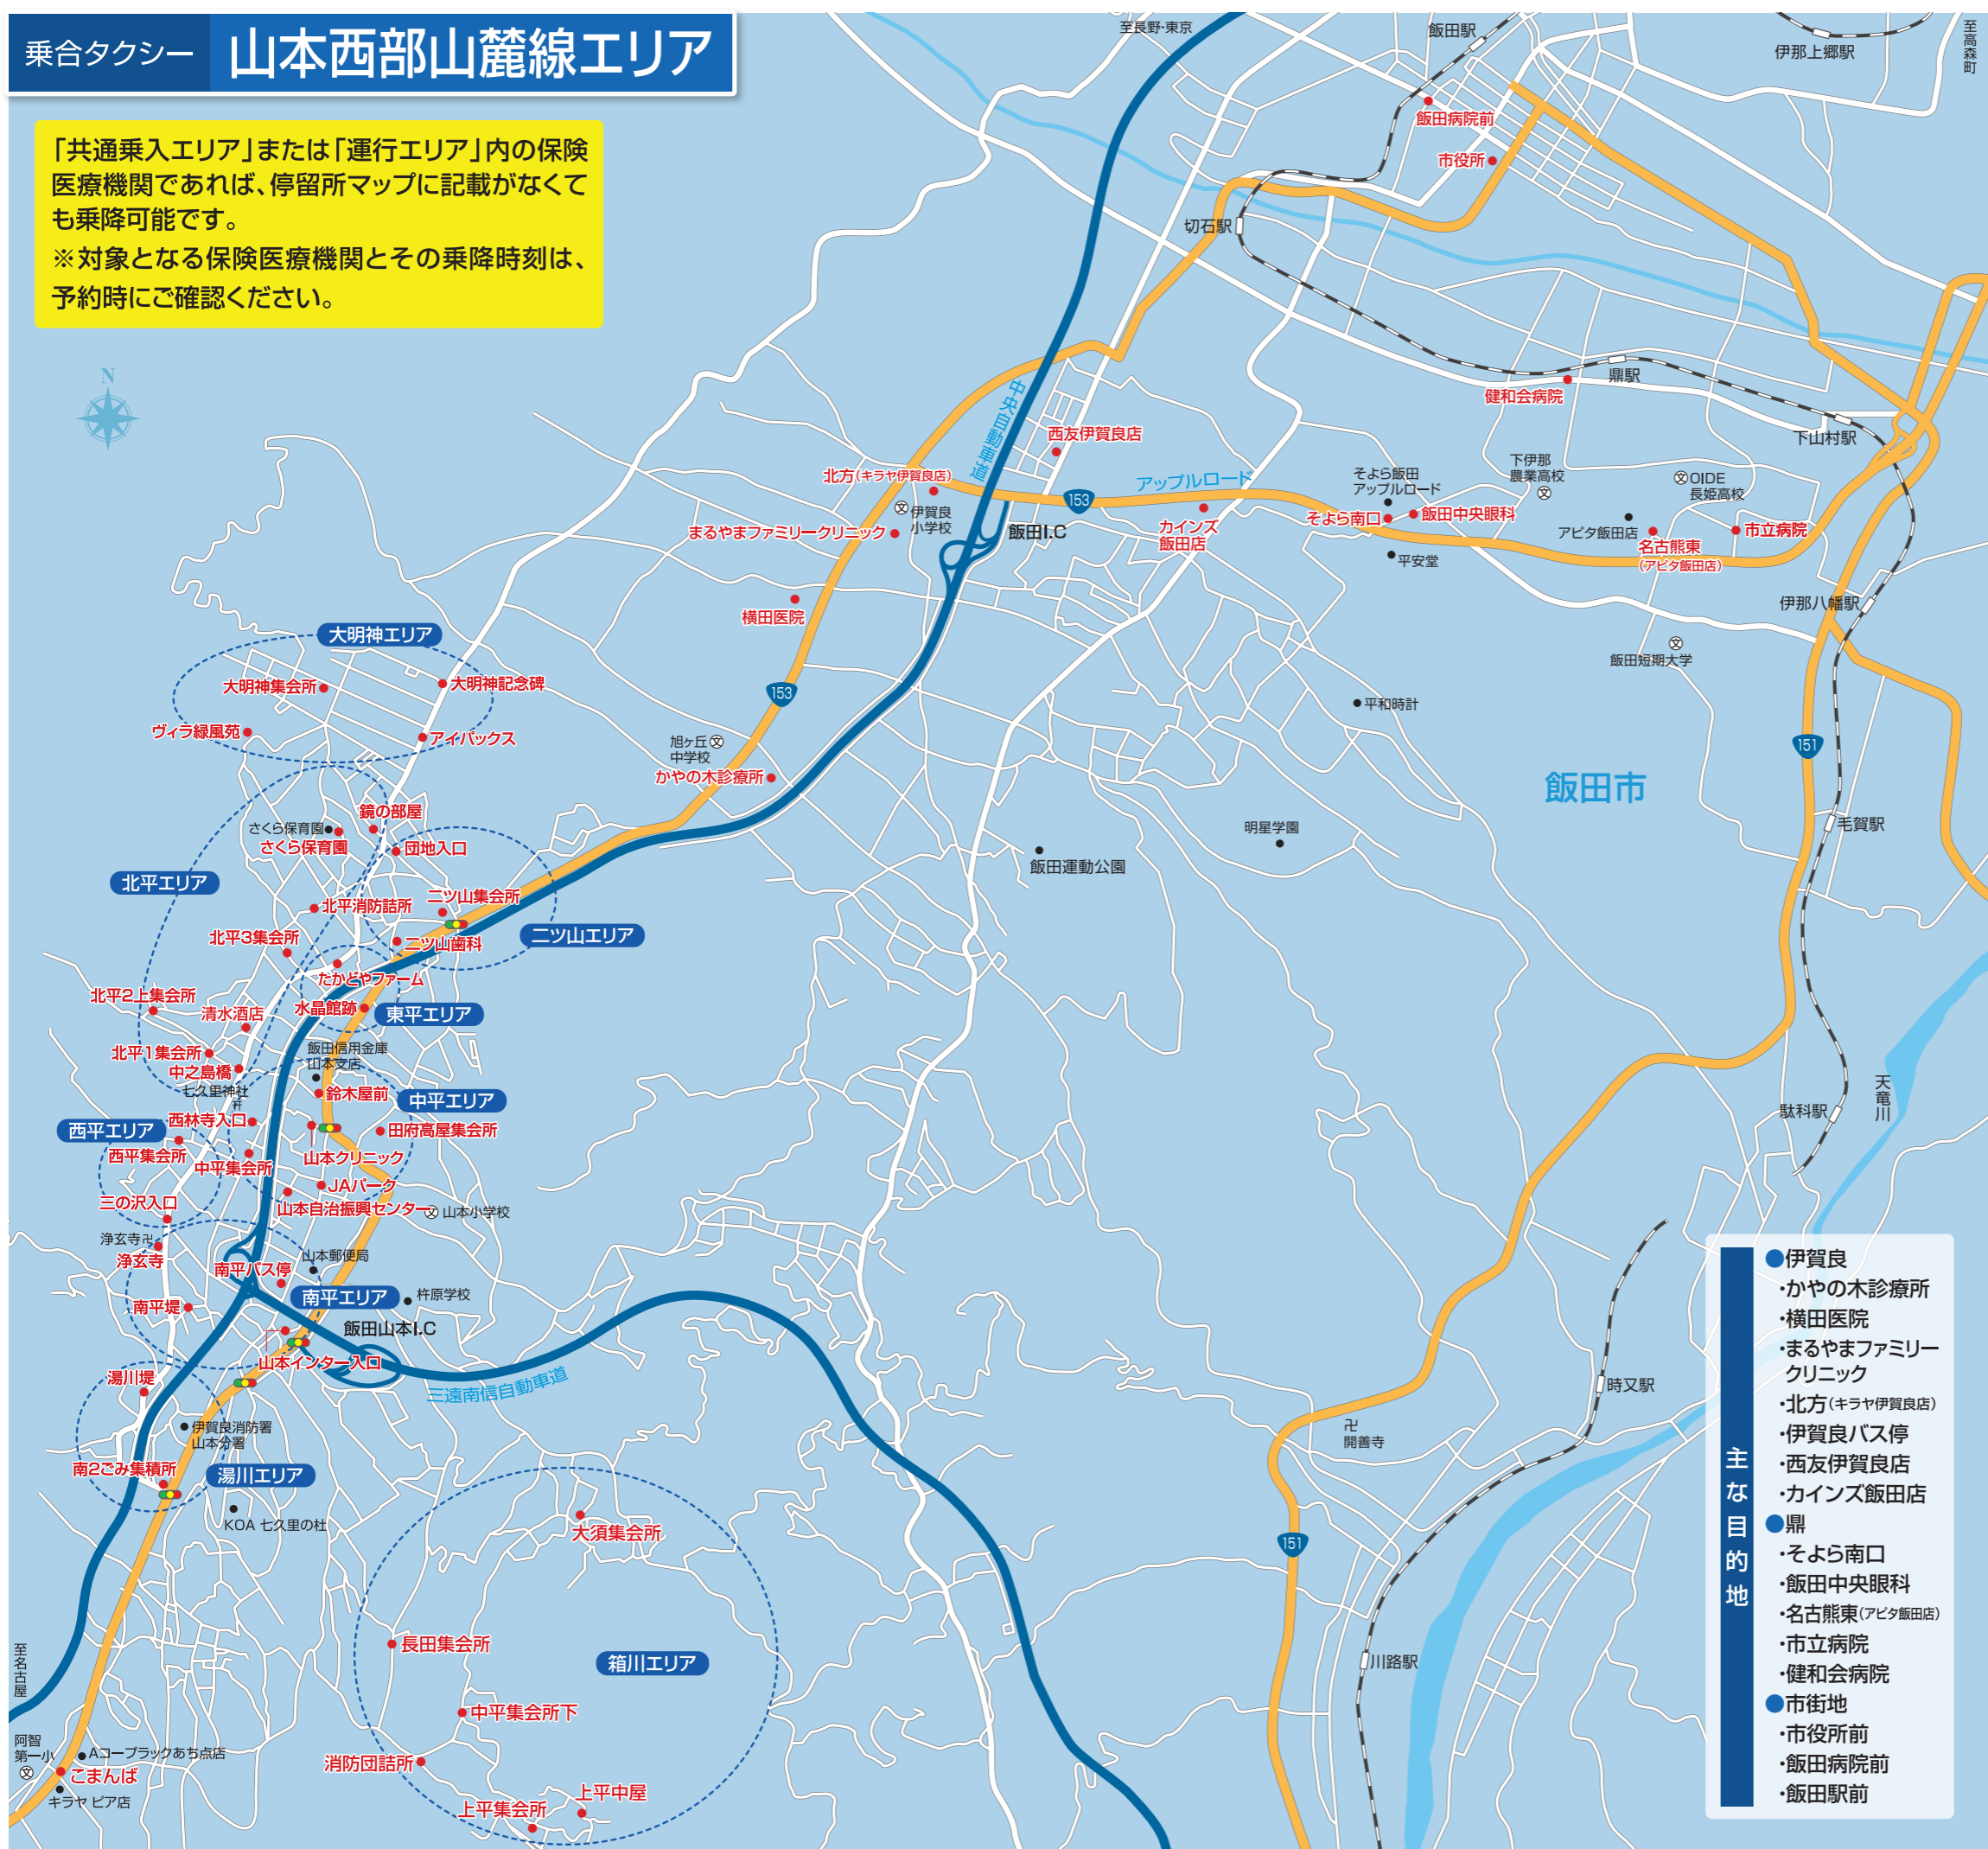 乗合タクシー 山本西部山麓線エリア
「共通乗入エリア」または「運行エリア」内の保険
医療機関であれば、停留所マップに記載がなくて
も乗降可能です。
※対象となる保険医療機関とその乗降時刻は、
予約時にご確認ください。
N
至長野・東京
飯田駅
伊那上郷駅
至高森町
飯田病院前
市役所
切石駅
中央自動車道
鼎駅
健和会病院
下山村駅
西友伊賀良店
北方(キラヤ伊賀良店)
アップルロード
153
そよら飯田
アップルロード
下伊那
農業高校
文
文 OIDE
長姫高校
文 伊賀良
小学校
まるやまファミリークリニック
飯田I.C
カインズ
飯田店
そよら南口
飯田中央眼科
平安堂
アピタ飯田店
名古熊東
(アピタ飯田店)
市立病院
横田医院
伊那八幡駅
文
飯田短期大学
大明神エリア
大明神集会所
大明神記念碑
ヴィラ緑風苑
アイパックス
153
平和時計
151
旭ヶ丘
中学校
文
かやの木診療所
飯田市
鏡の部屋
さくら保育園
さくら保育園
団地入口
明星学園
飯田運動公園
毛賀駅
北平エリア
二ツ山集会所
北平消防詰所
二ツ山エリア
北平3集会所
二ツ山歯科
たかどやファーム
北平2上集会所
清水酒店
水晶館跡
東平エリア
北平1集会所
飯田信用金庫
山本支店
中之島橋
七久里神社
鈴木屋前
中平エリア
天竜川
駄科駅
西平エリア
西林寺入口
田府高屋集会所
西平集会所
中平集会所
山本クリニック
JAパーク
三の沢入口
山本自治振興センター
文 山本小学校
浄玄寺卍
浄玄寺
山本郵便局
南平バス停
南平エリア
杵原学校
南平堤
飯田山本I.C
山本インター入口
三遠南信自動車道
湯川堤
伊賀良消防署
山本分署
時又駅
卍
開善寺
南2ごみ集積所
湯川エリア
KOA 七久里の杜
大須集会所
151
長田集会所
箱川エリア
川路駅
至名古屋
中平集会所下
阿智
第一小
文
Aコープラックあち点店
消防団詰所
こまんば
キラヤ ピア店
上平中屋
上平集会所
主な目的地
●伊賀良
・かやの木診療所
・横田医院
・まるやまファミリー
クリニック
・北方(キラヤ伊賀良店)
・伊賀良バス停
・西友伊賀良店
・カインズ飯田店
●鼎
・そよら南口
・飯田中央眼科
・名古熊東(アピタ飯田店)
・市立病院
・健和会病院
●市街地
・市役所前
・飯田病院前
・飯田駅前